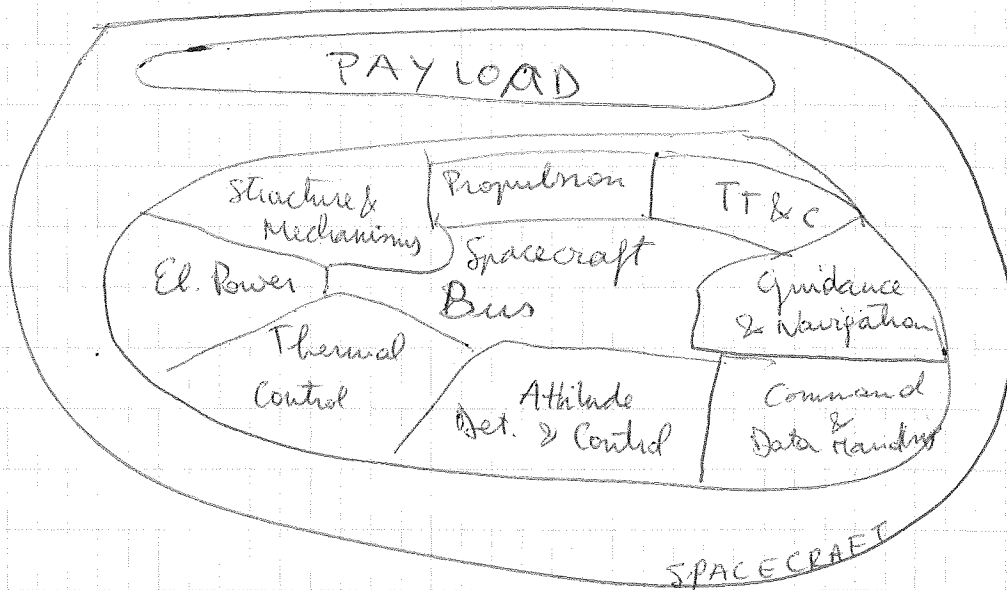 PAYLOAD
Structure &
Mechanisms
Propulsion
TT & C
El. Power
Spacecraft
Bus
Guidance
& Navigation
Thermal
Control
Attitude
Det. & Control
Command
&
Data Handling
SPACECRAFT